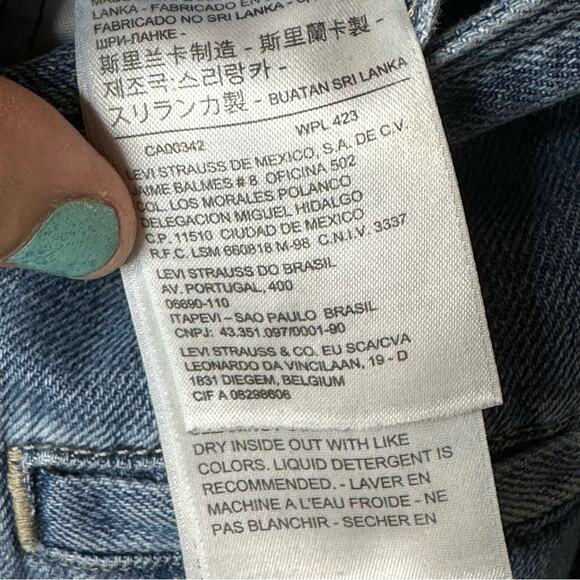 LANKA - FABRICADO EN
FABRICADO NO SRI LANKA -
ШРИ-ЛАНКЕ -
斯里兰卡制造 - 斯里蘭卡製 -
제조국:스리랑카 -
スリランカ製 - BUATAN SRI LANKA
CA00342 WPL 423
LEVI STRAUSS DE MEXICO, S.A. DE C.V.
JAIME BALMES # 8 OFICINA 502
COL. LOS MORALES POLANCO
DELEGACION MIGUEL HIDALGO
C.P. 11510 CIUDAD DE MEXICO
R.F.C. LSM 660818 M-98 C.N.I.V. 3337
LEVI STRAUSS DO BRASIL
AV. PORTUGAL, 400
06690-110
ITAPEVI – SAO PAULO BRASIL
CNPJ: 43.351.097/0001-90
LEVI STRAUSS & CO. EU SCA/CVA
LEONARDO DA VINCILAAN, 19 - D
1831 DIEGEM, BELGIUM
CIF A 08298606
DRY INSIDE OUT WITH LIKE
COLORS. LIQUID DETERGENT IS
RECOMMENDED. - LAVER EN
MACHINE A L'EAU FROIDE - NE
PAS BLANCHIR - SECHER EN